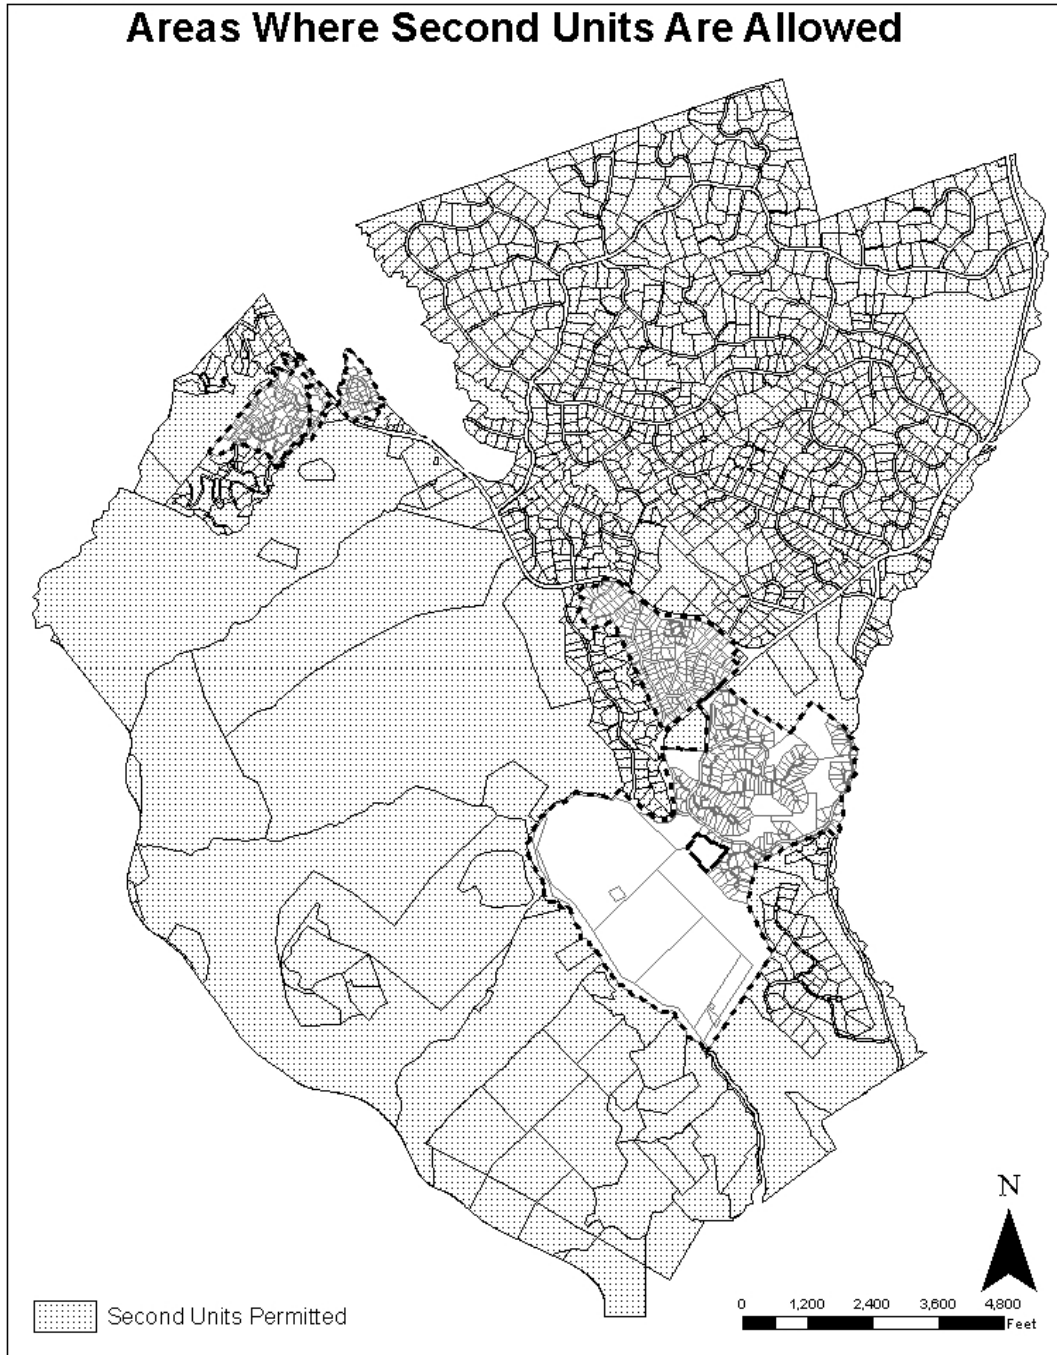 Areas Where Second Units Are Allowed
N
Second Units Permitted
0 1,200 2,400 3,600 4,800
Feet